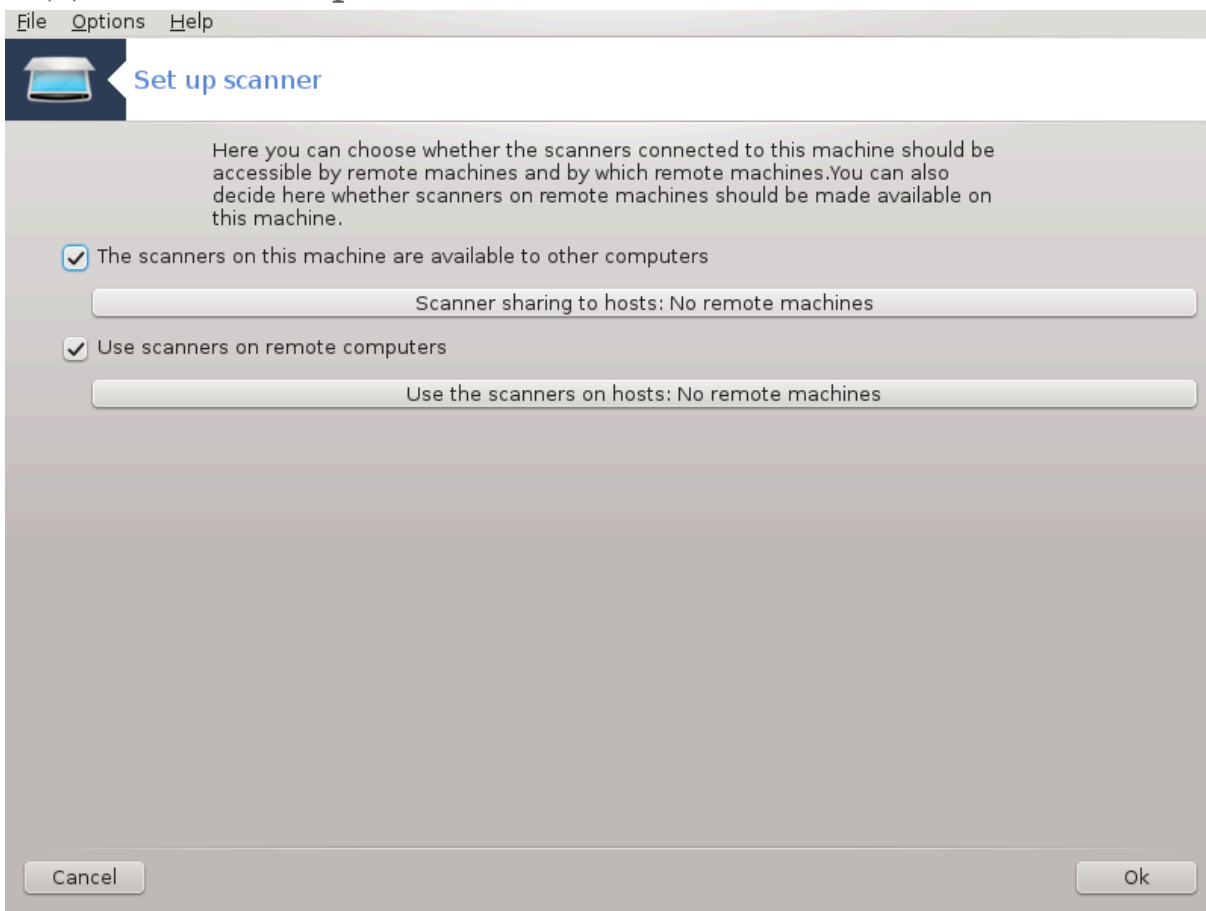 File Options Help
Set up scanner
Here you can choose whether the scanners connected to this machine should be
accessible by remote machines and by which remote machines.You can also
decide here whether scanners on remote machines should be made available on
this machine.
The scanners on this machine are available to other computers
Scanner sharing to hosts: No remote machines
Use scanners on remote computers
Use the scanners on hosts: No remote machines
Cancel Ok